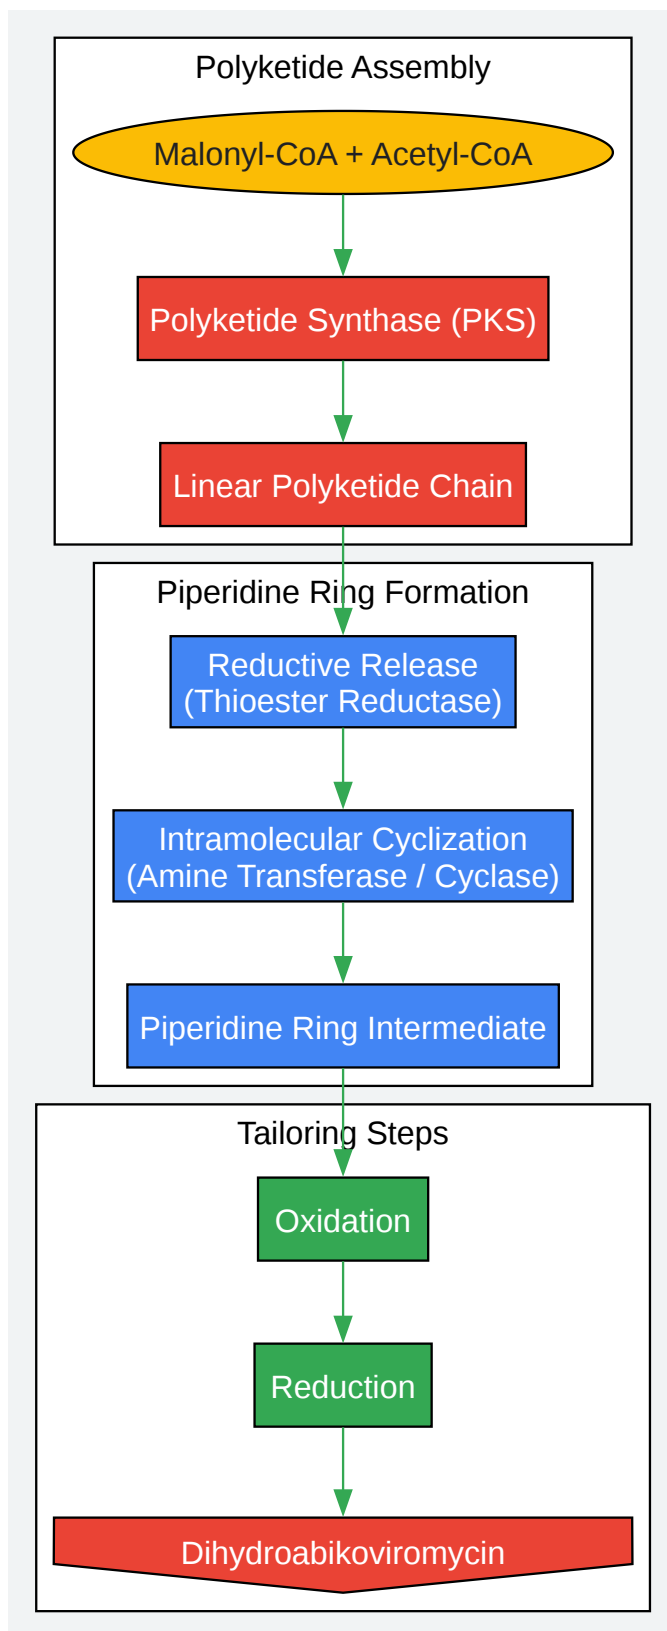 Polyketide Assembly
Malonyl-CoA + Acetyl-CoA
Polyketide Synthase (PKS)
Linear Polyketide Chain
Piperidine Ring Formation
Reductive Release
(Thioester Reductase)
Intramolecular Cyclization
(Amine Transferase / Cyclase)
Piperidine Ring Intermediate
Tailoring Steps
Oxidation
Reduction
Dihydroabikoviromycin